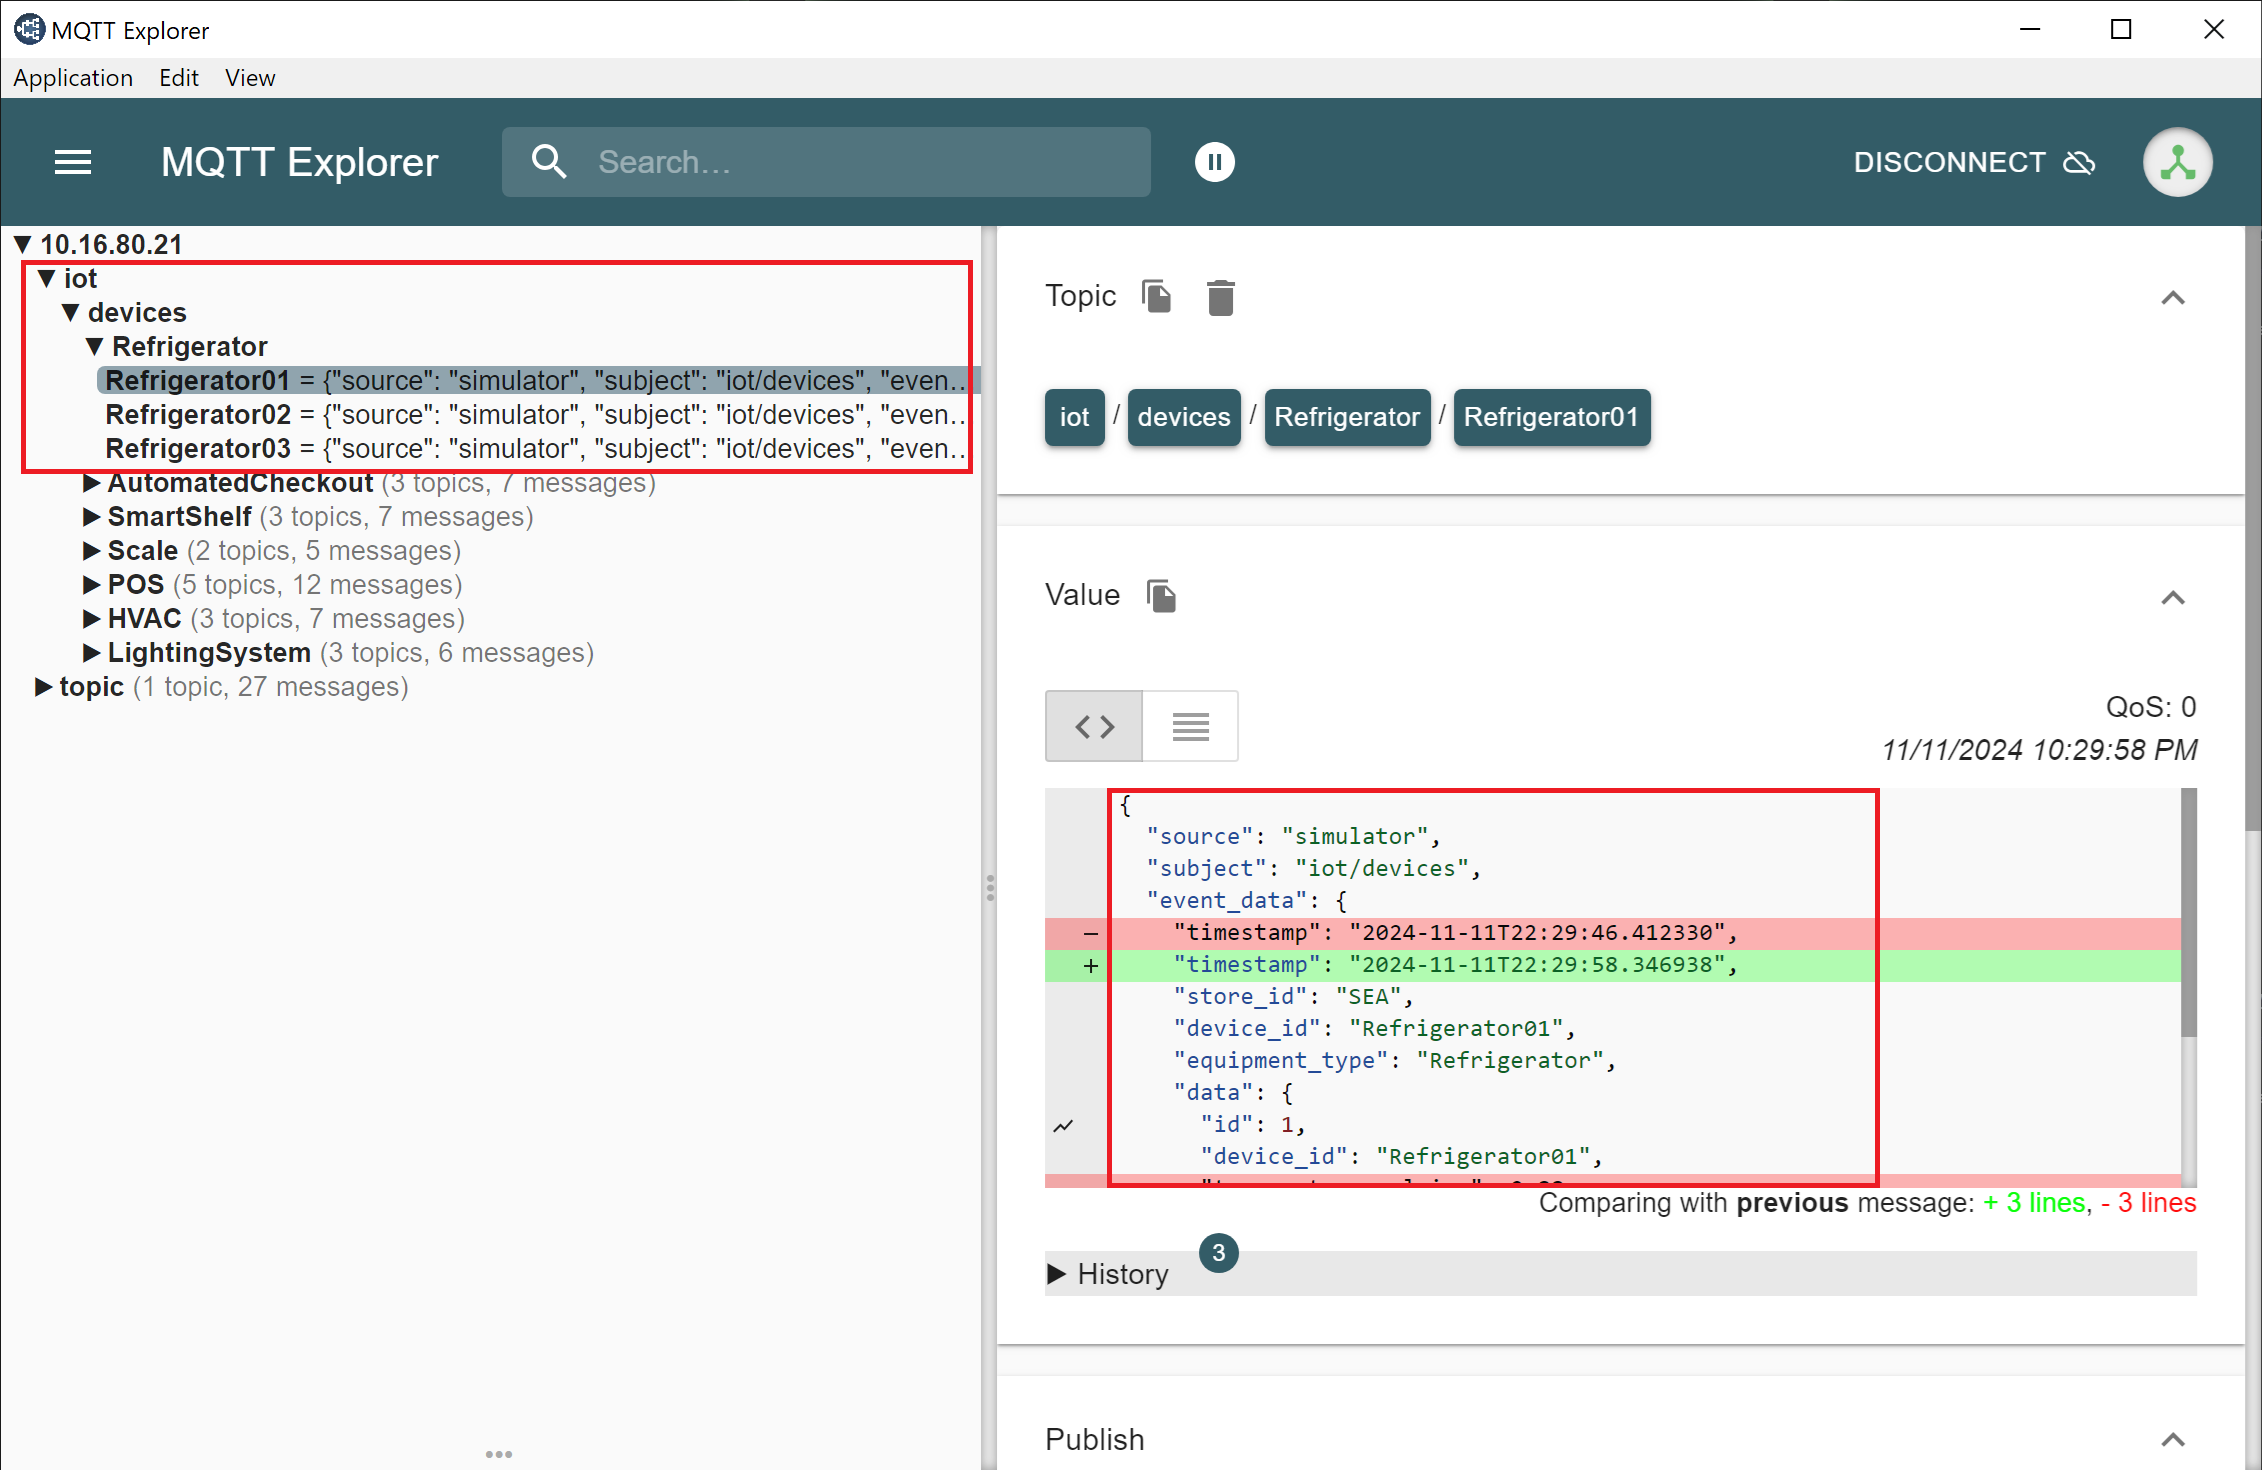 MQTT Explorer
Application Edit View
MQTT Explorer
Search...
DISCONNECT
10.16.80.21
iot
devices
Refrigerator
Refrigerator01 = {"source": "simulator", "subject": "iot/devices", "even...
Refrigerator02 = {"source": "simulator", "subject": "iot/devices", "even...
Refrigerator03 = {"source": "simulator", "subject": "iot/devices", "even...
AutomatedCheckout (3 topics, 7 messages)
SmartShelf (3 topics, 7 messages)
Scale (2 topics, 5 messages)
POS (5 topics, 12 messages)
HVAC (3 topics, 7 messages)
LightingSystem (3 topics, 6 messages)
topic (1 topic, 27 messages)
Topic
iot / devices / Refrigerator / Refrigerator01
Value
QoS: 0
11/11/2024 10:29:58 PM
{
"source": "simulator",
"subject": "iot/devices",
"event_data": {
- "timestamp": "2024-11-11T22:29:46.412330",
+ "timestamp": "2024-11-11T22:29:58.346938",
"store_id": "SEA",
"device_id": "Refrigerator01",
"equipment_type": "Refrigerator",
"data": {
"id": 1,
"device_id": "Refrigerator01",
Comparing with previous message: + 3 lines, - 3 lines
History 3
Publish